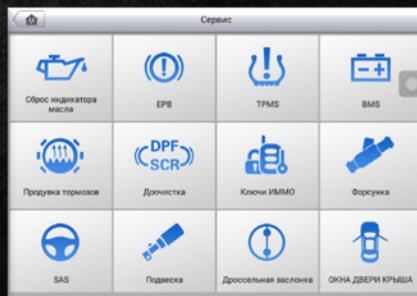 Сервис
Сброс индикатора
масла
EPB
TPMS
BMS
Продувка тормозов
DPF
SCR
Доочистка
Ключи ИММО
Форсунка
SAS
Подвеска
Дроссельная заслонка
ОКНА ДВЕРИ КРЫША